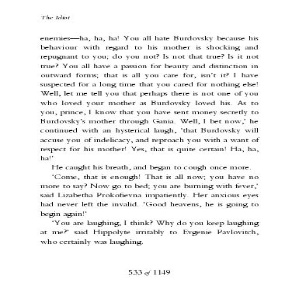 The Idiot
enemies—ha, ha, ha! You all hate Burdovsky because his
behaviour with regard to his mother is shocking and
repugnant to you; do you not? Is not that true? Is it not
true? You all have a passion for beauty and distinction in
outward forms; that is all you care for, isn't it? I have
suspected for a long time that you cared for nothing else!
Well, let me tell you that perhaps there is not one of you
who loved your mother as Burdovsky loved his. As to
you, prince, I know that you have sent money secretly to
Burdovsky's mother through Gania. Well, I bet now,'
continued with an hysterical laugh, 'that Burdovsky will
accuse you of indelicacy, and reproach you with a want of
respect for his mother! Yes, that is quite certain! Ha, ha,
ha!'
He caught his breath, and began to cough once more.
'Come, that is enough! That is all now; you have no
more to say? Now go to bed; you are burning with fever,'
said Lizabetha Prokofievna impatiently. Her anxious eyes
had never left the invalid. 'Good heavens, he is going to
begin again!'
'You are laughing, I think? Why do you keep laughing
at me?' said Hippolyte irritably to Evgenie Pavlovitch,
who certainly was laughing.
533 of 1149